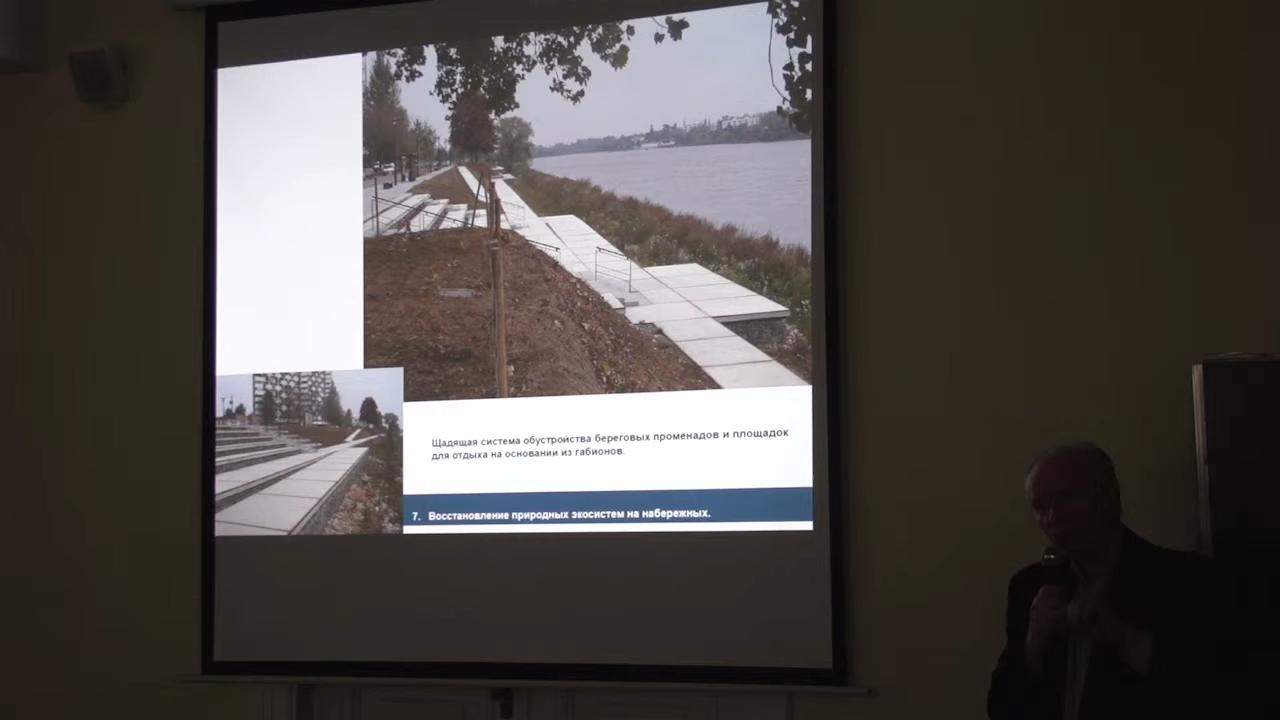 Щадящая система обустройства береговых променадов и площадок
для отдыха на основании из габионов.
7. Восстановление природных экосистем на набережных.